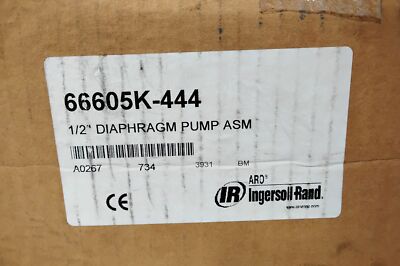 66605K-444
1/2" DIAPHRAGM PUMP ASM
A0267 734 3931 BM
CE
IR ARO®
Ingersoll Rand.